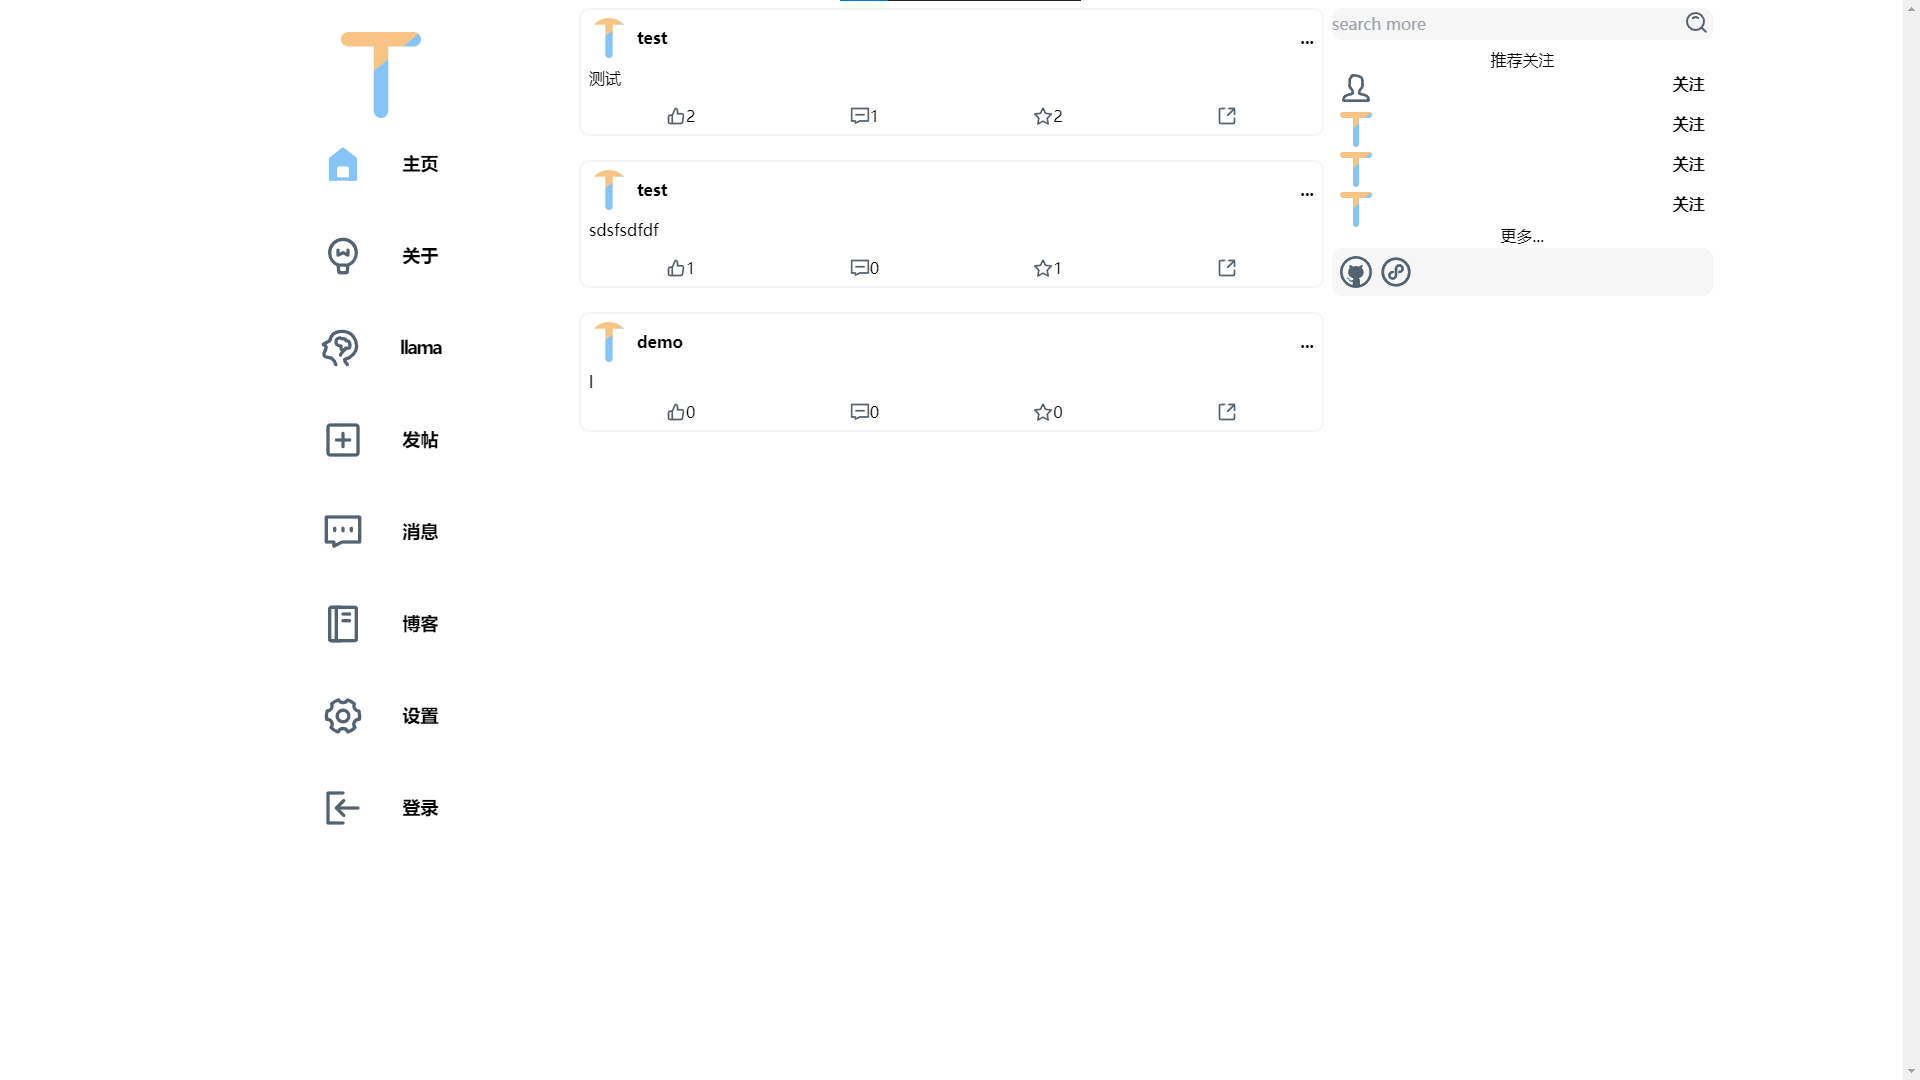 主页
关于
llama
发帖
消息
博客
设置
登录
test
...
测试
2
1
2
test
...
sdsfsdfdf
1
0
1
demo
...
l
0
0
0
search more
推荐关注
关注
关注
关注
关注
更多...